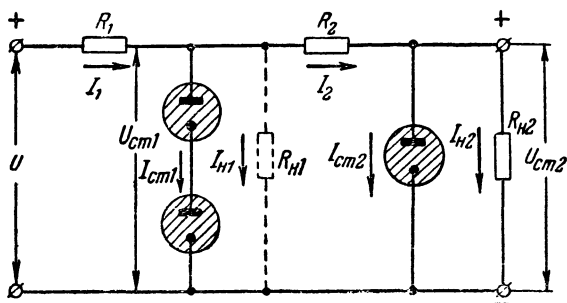 + R₁ R₂ +
I₁ I₂
U Uст1 Iст1 Iн1 Rн1 Iст2 Iн2 Rн2 Uст2